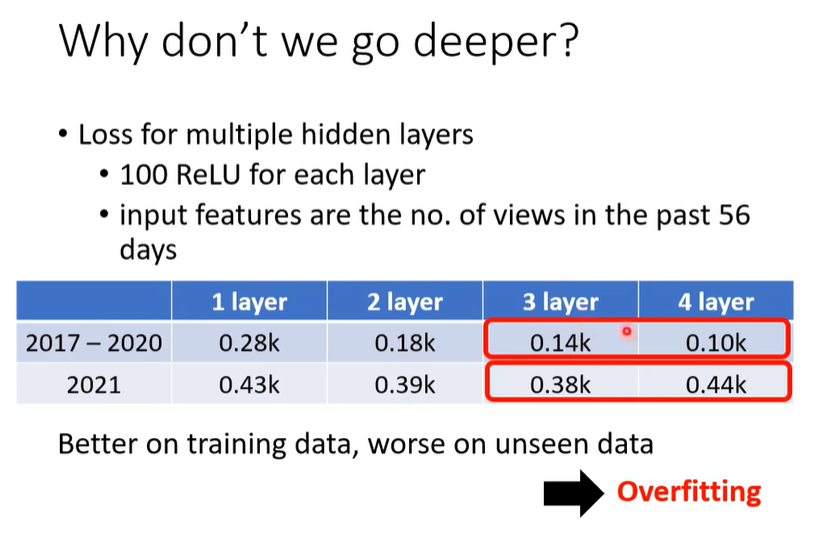 Why don't we go deeper?
• Loss for multiple hidden layers
• 100 ReLU for each layer
• input features are the no. of views in the past 56
days
1 layer 2 layer 3 layer 4 layer
2017 – 2020 0.28k 0.18k 0.14k 0.10k
2021 0.43k 0.39k 0.38k 0.44k
Better on training data, worse on unseen data
Overfitting